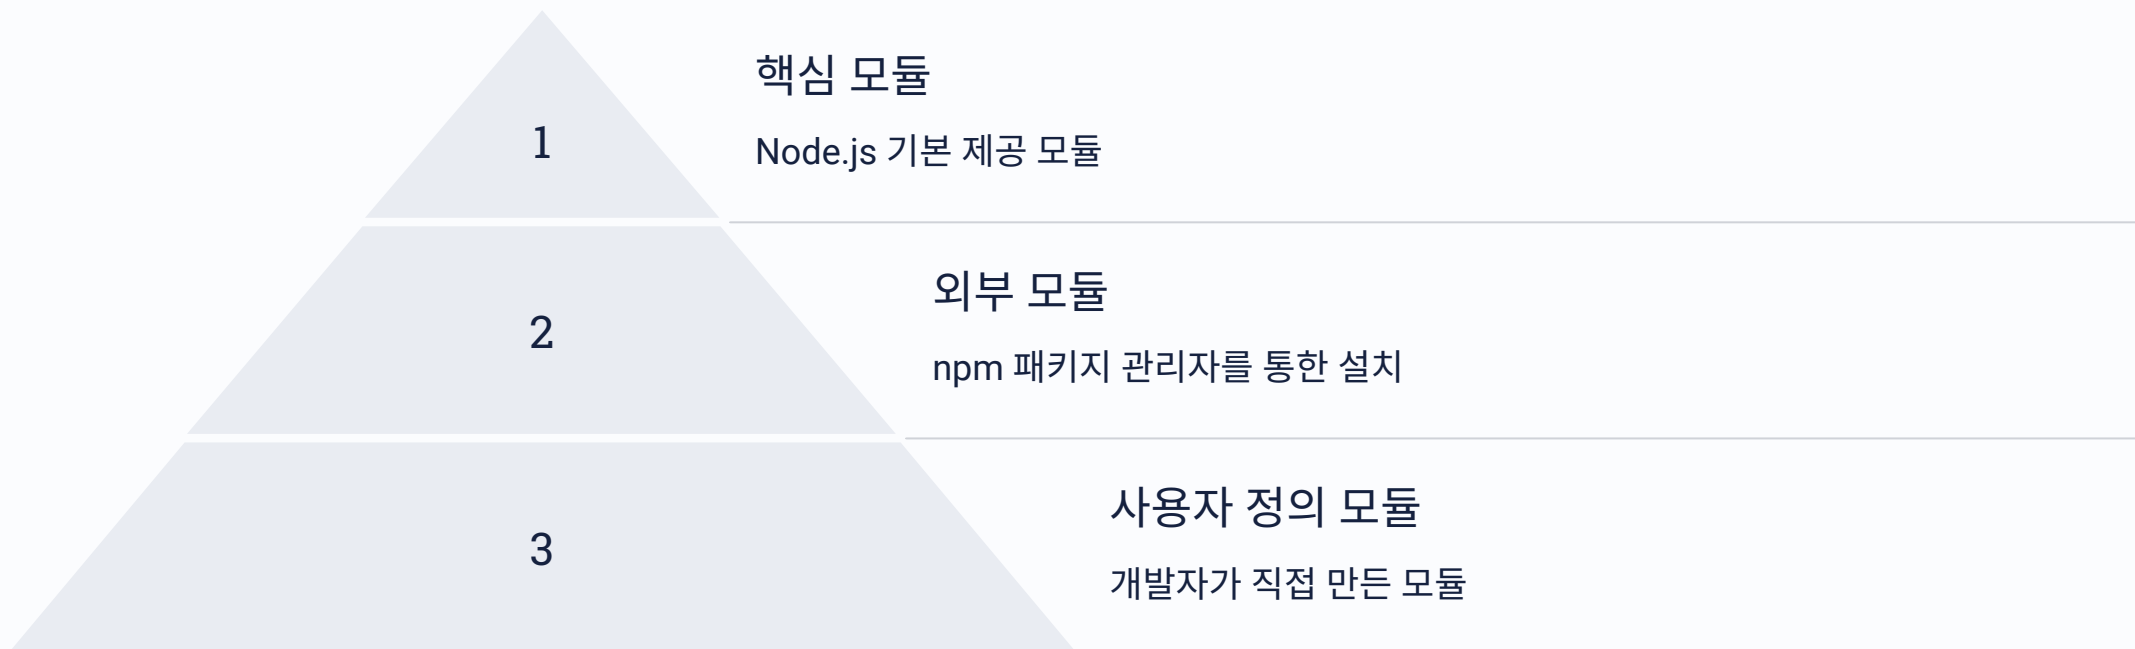 핵심 모듈
1
Node.js 기본 제공 모듈
외부 모듈
2
npm 패키지 관리자를 통한 설치
사용자 정의 모듈
3
개발자가 직접 만든 모듈